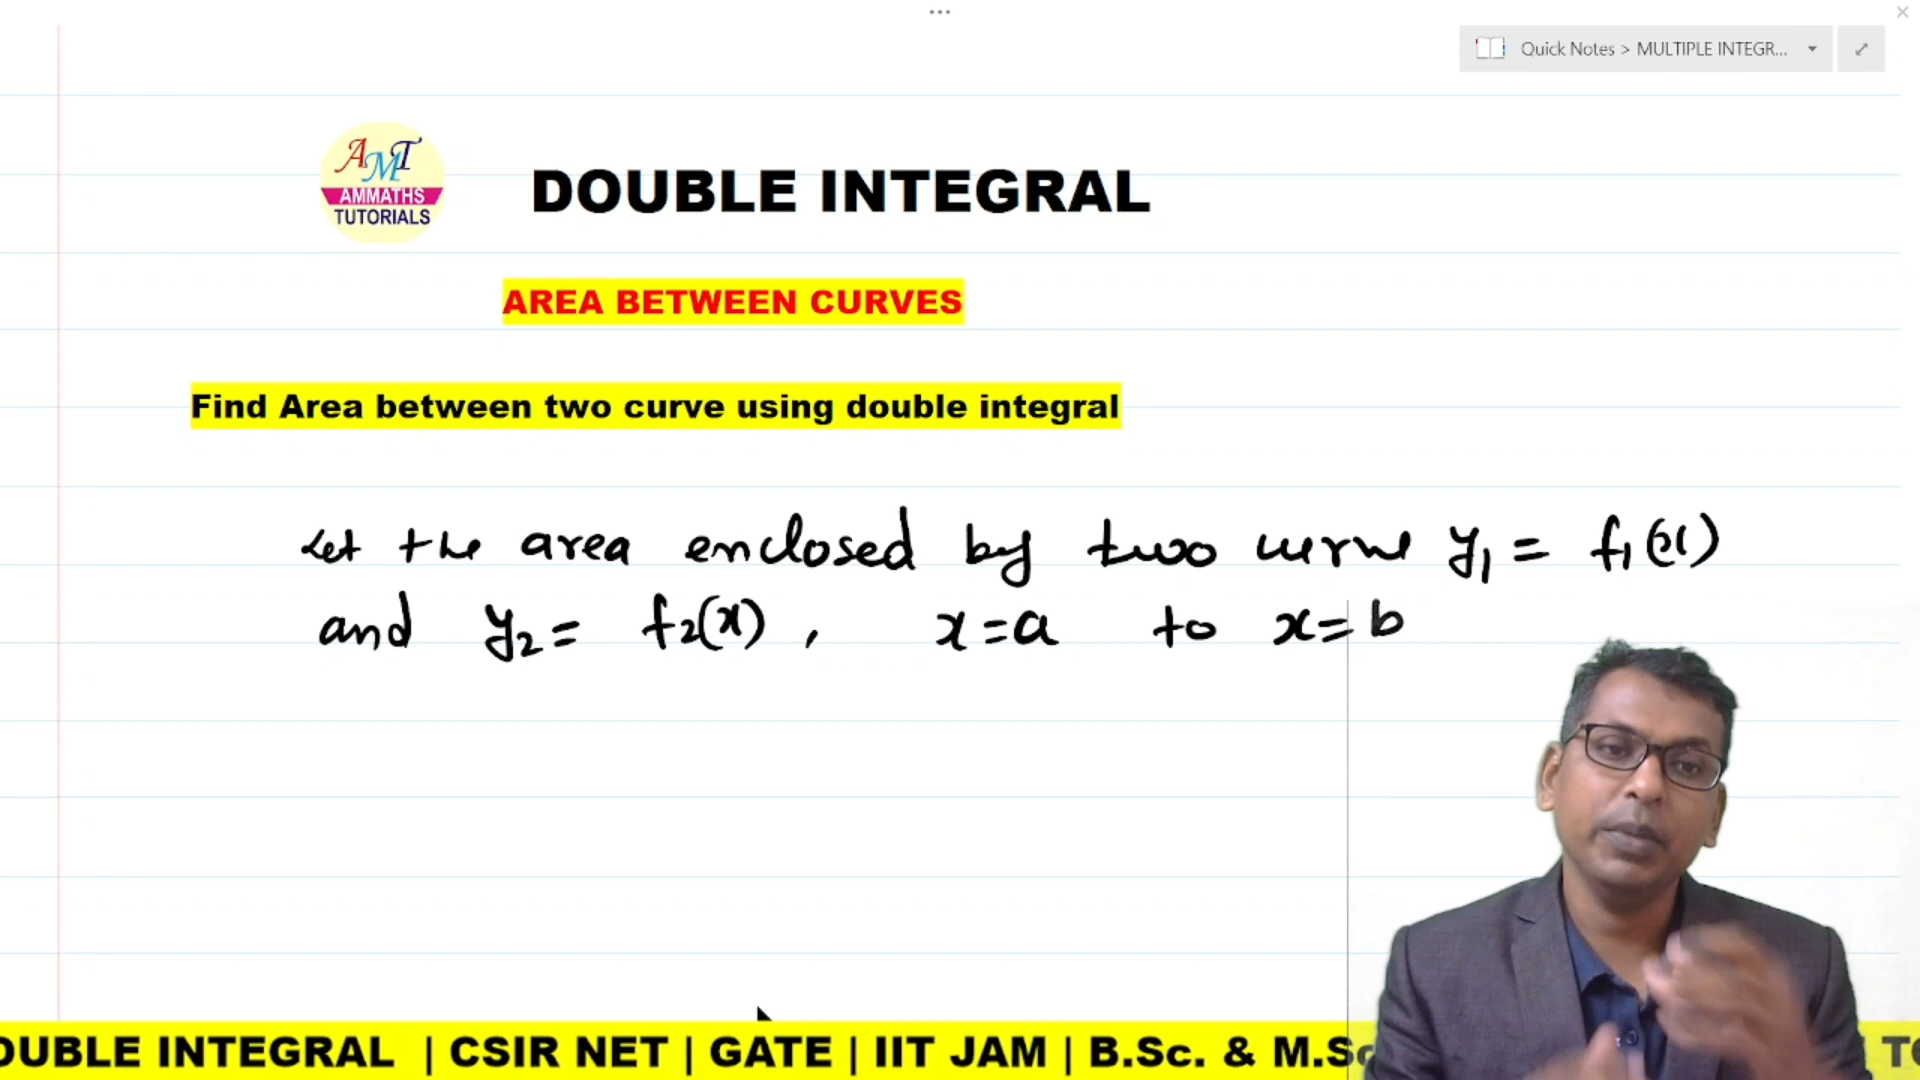 Quick Notes > MULTIPLE INTEGR...
AMT
AMMATHS
TUTORIALS
DOUBLE INTEGRAL
AREA BETWEEN CURVES
Find Area between two curve using double integral
Let the area enclosed by two curve y₁ = f₁(x)
and y₂ = f₂(x), x=a to x=b
OUBLE INTEGRAL | CSIR NET | GATE | IIT JAM | B.Sc. & M.Sc